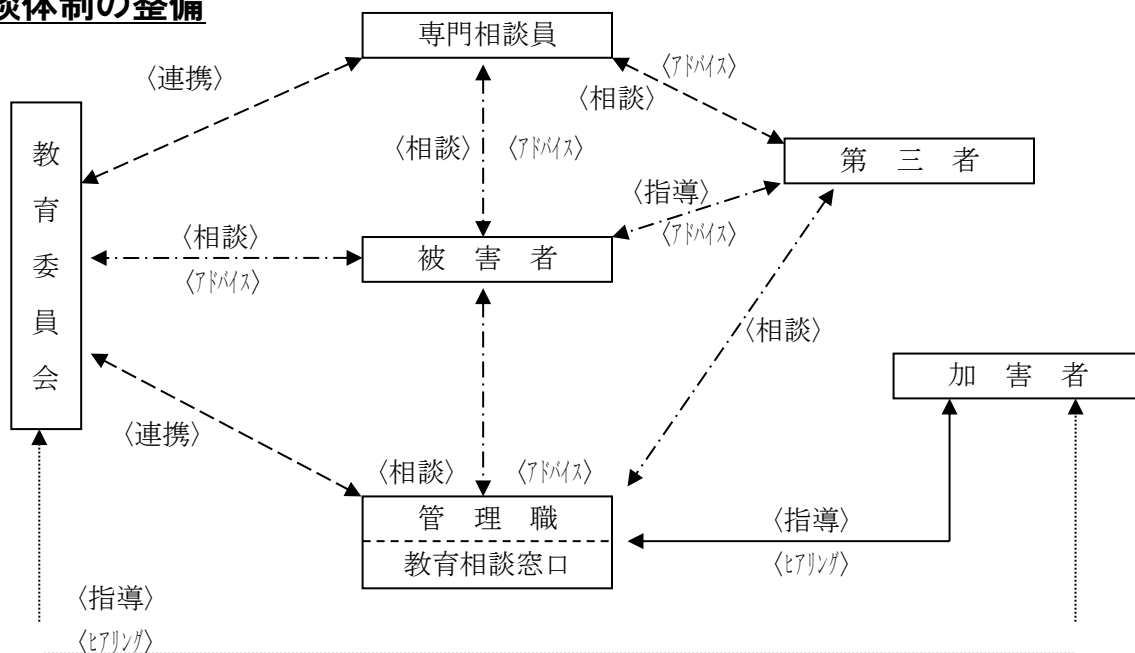 談体制の整備
専門相談員
〈連携〉
〈ｱﾄﾞﾊﾞｲｽ〉
〈相談〉
教育委員会
〈相談〉 〈ｱﾄﾞﾊﾞｲｽ〉
第 三 者
〈指導〉
〈ｱﾄﾞﾊﾞｲｽ〉
〈相談〉
〈ｱﾄﾞﾊﾞｲｽ〉
被 害 者
〈相談〉
加 害 者
〈連携〉
〈相談〉 〈ｱﾄﾞﾊﾞｲｽ〉
管 理 職
教育相談窓口
〈指導〉
〈ﾋｱﾘﾝｸﾞ〉
〈指導〉
〈ﾋｱﾘﾝｸﾞ〉